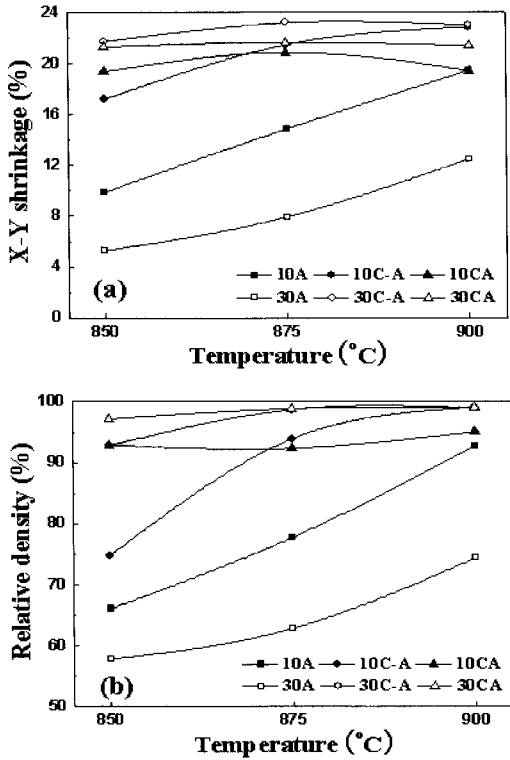 24
20
16
12
8
4
0
X-Y shrinkage (%)
(a)
10A 10C-A 10CA
30A 30C-A 30CA
850 875 900
Temperature (°C)
100
90
80
70
60
50
Relative density (%)
(b)
10A 10C-A 10CA
30A 30C-A 30CA
850 875 900
Temperature (°C)